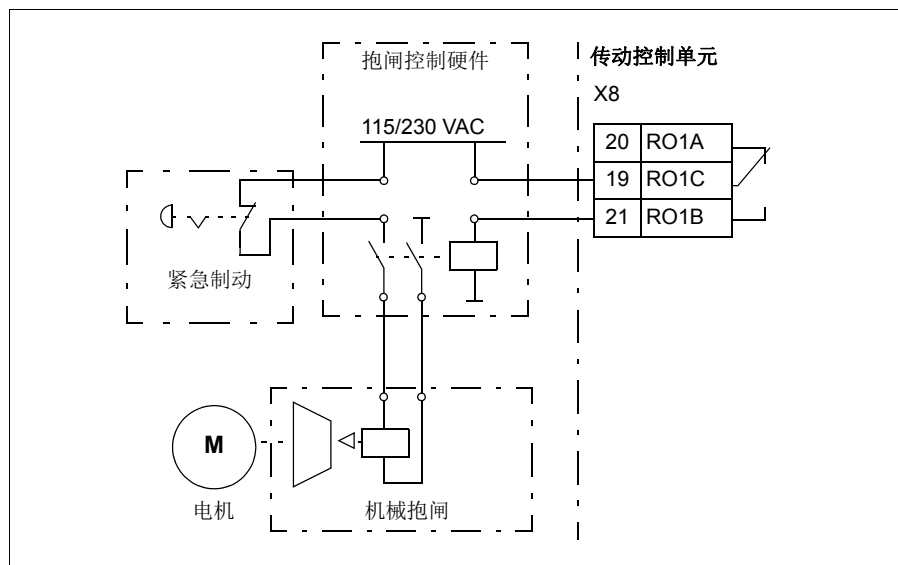 抱闸控制硬件
传动控制单元
X8
115/230 VAC
20 RO1A
19 RO1C
21 RO1B
紧急制动
M
电机
机械抱闸